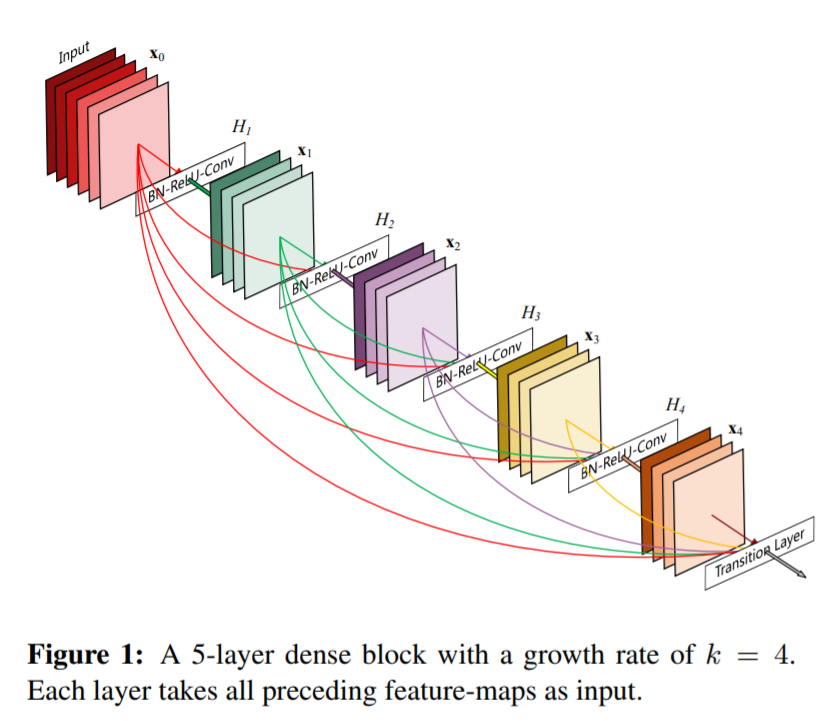 Input
x0
H1
BN-ReLU-Conv
x1
H2
BN-ReLU-Conv
x2
H3
BN-ReLU-Conv
x3
H4
BN-ReLU-Conv
x4
Transition Layer
Figure 1: A 5-layer dense block with a growth rate of k = 4.
Each layer takes all preceding feature-maps as input.